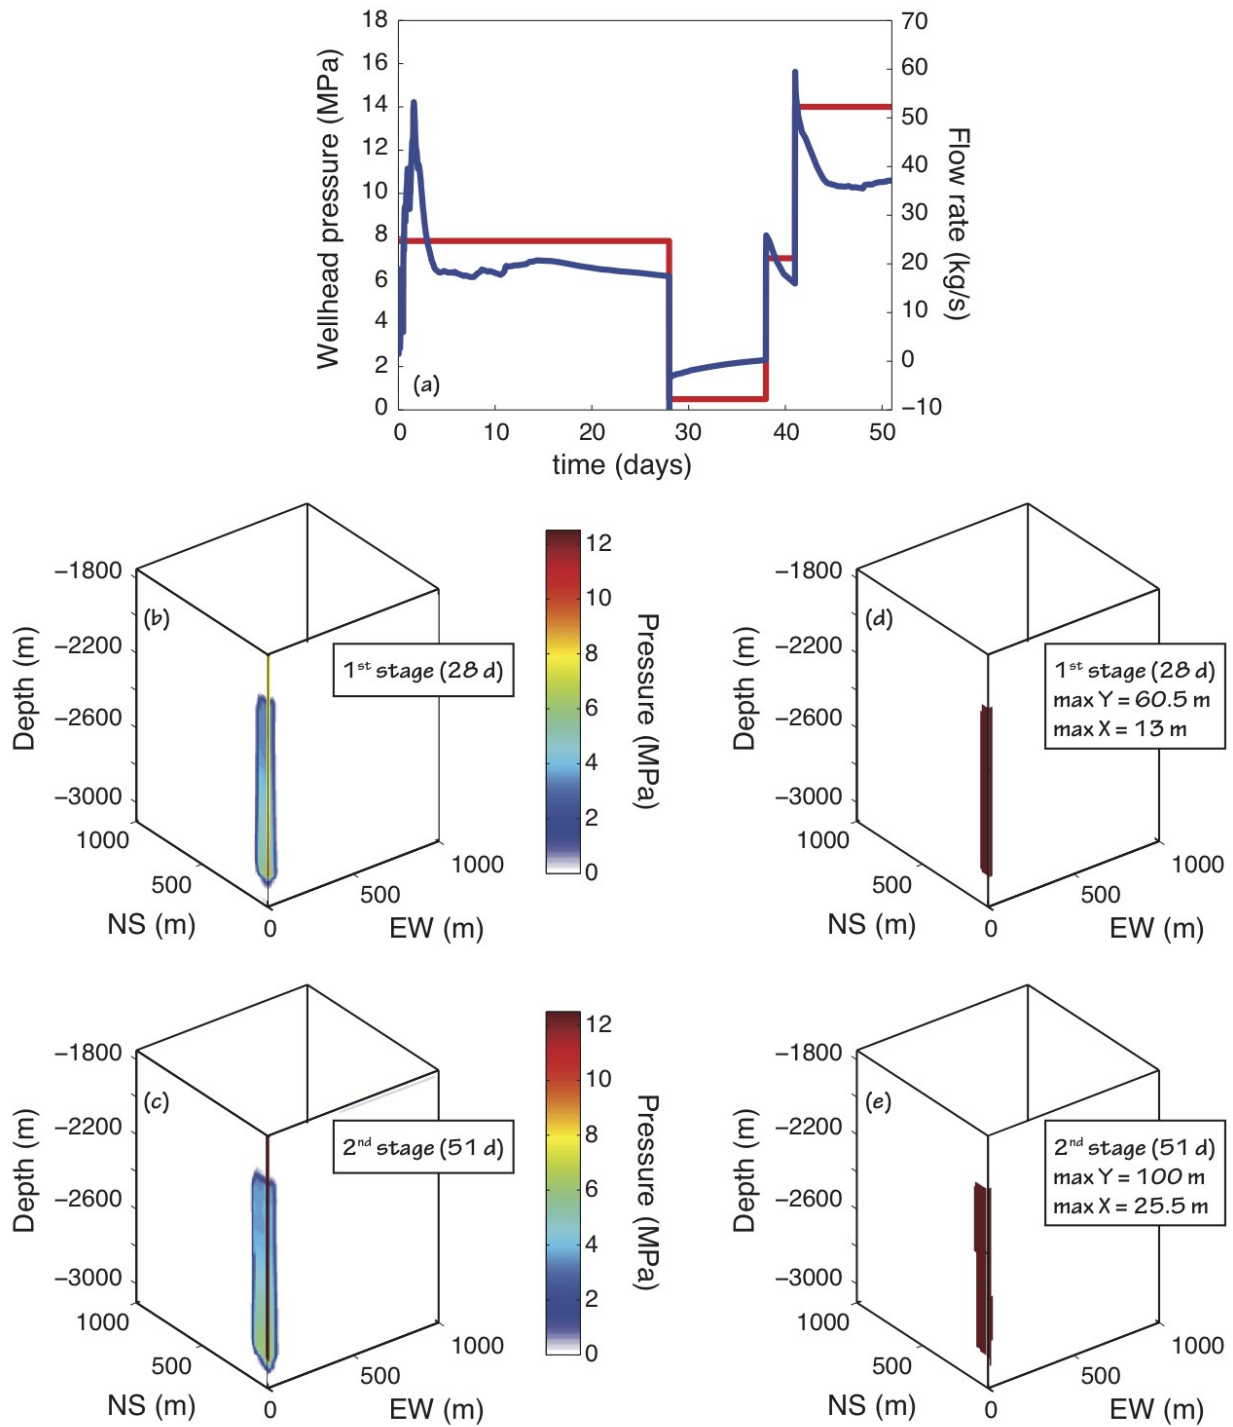 18
16
14
12
10
8
6
4
2
0
Wellhead pressure (MPa)
70
60
50
40
30
20
10
0
−10
Flow rate (kg/s)
(a)
0 10 20 30 40 50
time (days)
(b)
1st stage (28 d)
−1800
−2200
−2600
−3000
Depth (m)
1000
500
0
500
1000
NS (m)
EW (m)
12
10
8
6
4
2
0
Pressure (MPa)
(d)
1st stage (28 d)
max Y = 60.5 m
max X = 13 m
−1800
−2200
−2600
−3000
Depth (m)
1000
500
0
500
1000
NS (m)
EW (m)
(c)
2nd stage (51 d)
−1800
−2200
−2600
−3000
Depth (m)
1000
500
0
500
1000
NS (m)
EW (m)
12
10
8
6
4
2
0
Pressure (MPa)
(e)
2nd stage (51 d)
max Y = 100 m
max X = 25.5 m
−1800
−2200
−2600
−3000
Depth (m)
1000
500
0
500
1000
NS (m)
EW (m)